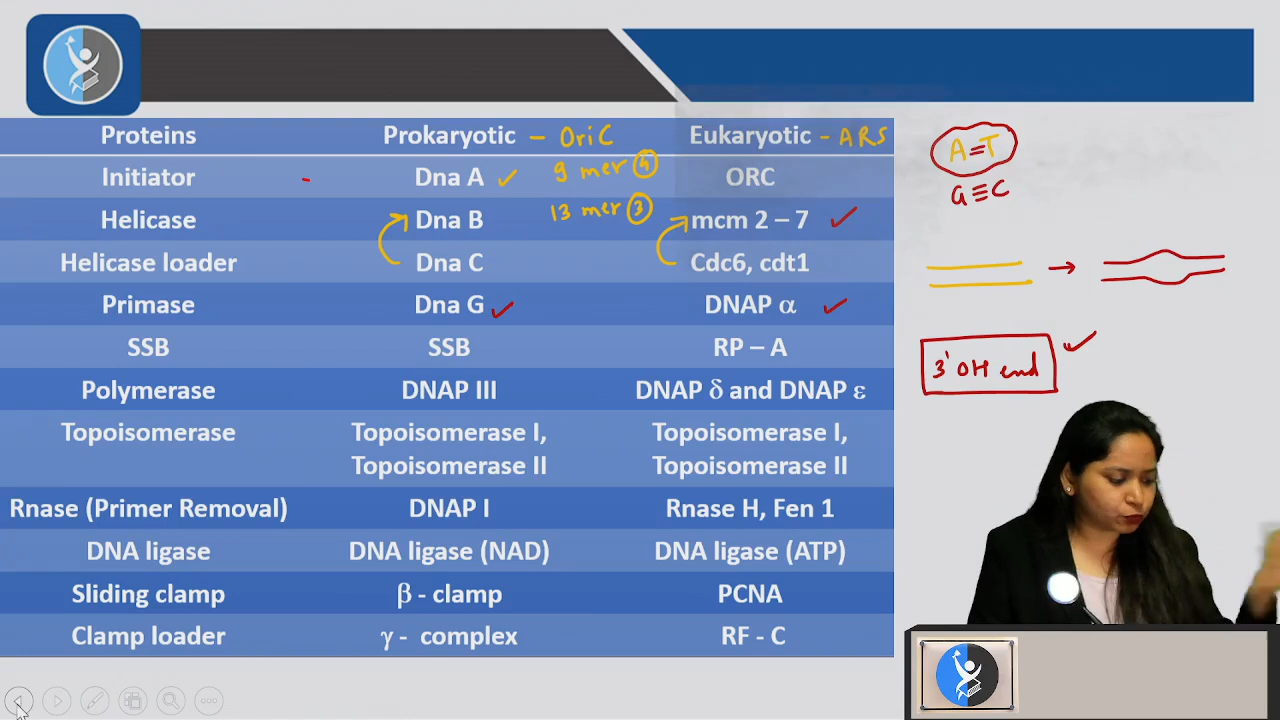 Proteins Prokaryotic - OriC Eukaryotic - ARS
Initiator - Dna A ✓ 9 mer ④ ORC
Helicase Dna B 13 mer ③ mcm 2 – 7 ✓
Helicase loader Dna C Cdc6, cdt1
Primase Dna G ✓ DNAP α ✓
SSB SSB RP – A
Polymerase DNAP III DNAP δ and DNAP ε
Topoisomerase Topoisomerase I, Topoisomerase I,
Topoisomerase II Topoisomerase II
Rnase (Primer Removal) DNAP I Rnase H, Fen 1
DNA ligase DNA ligase (NAD) DNA ligase (ATP)
Sliding clamp β - clamp PCNA
Clamp loader γ - complex RF - C
A=T
G≡C
3' OH end ✓